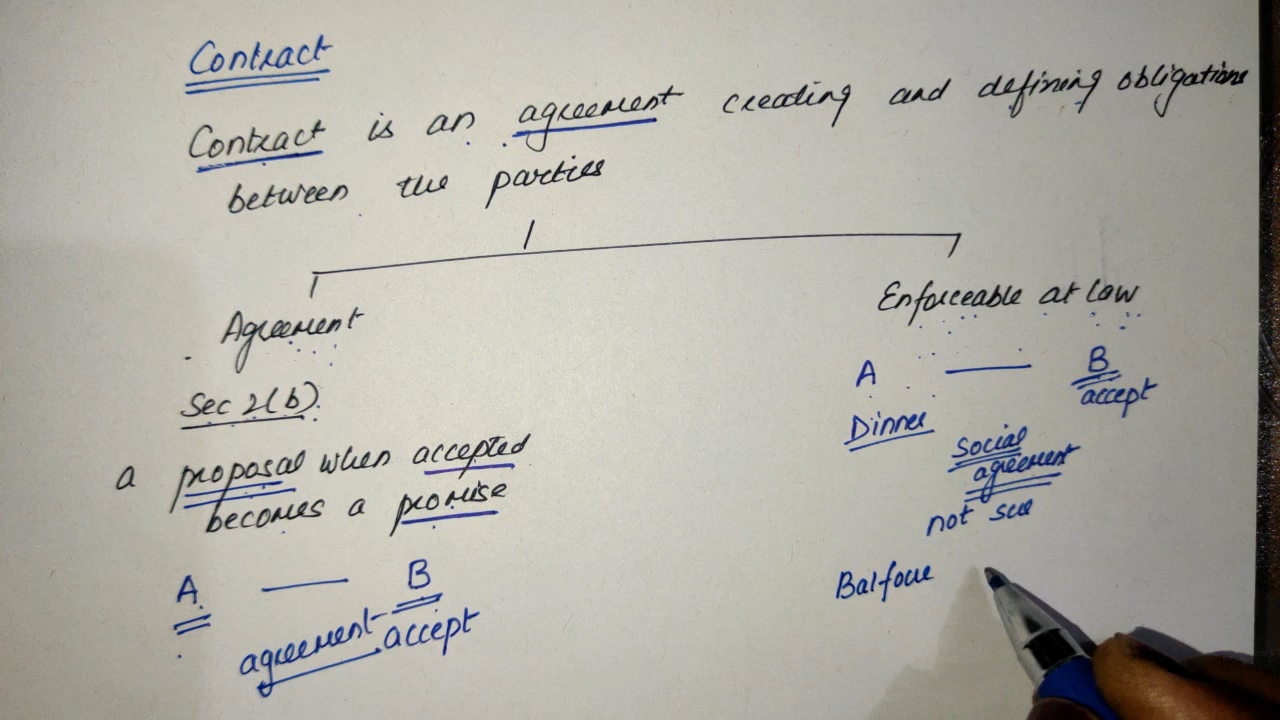 Contract
Contract is an agreement creating and defining obligations
between the parties
Agreement
Sec 2(b)
a proposal when accepted
becomes a promise
A — B
agreement accept
Enforceable at law
A — B
accept
Dinner
Social
agreement
not sue
Balfour